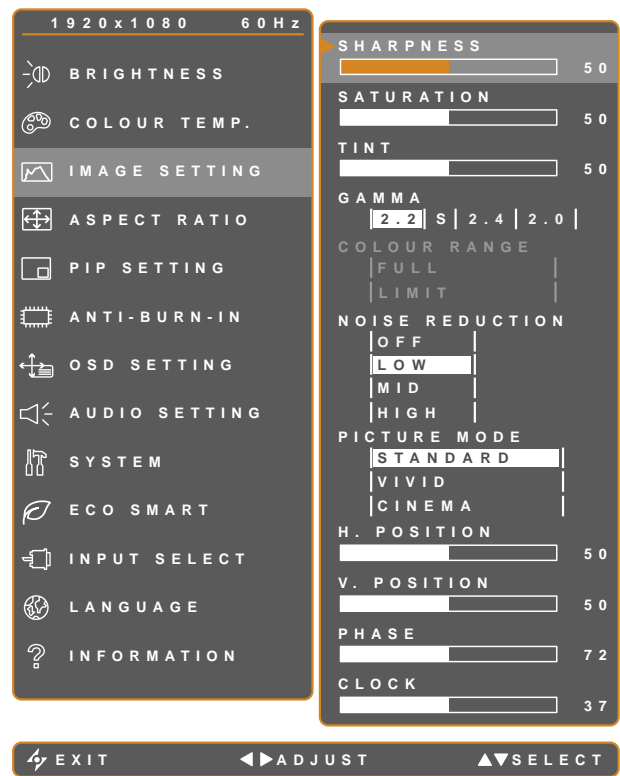 1920x1080 60Hz
BRIGHTNESS
COLOUR TEMP.
IMAGE SETTING
ASPECT RATIO
PIP SETTING
ANTI-BURN-IN
OSD SETTING
AUDIO SETTING
SYSTEM
ECO SMART
INPUT SELECT
LANGUAGE
INFORMATION
SHARPNESS
50
SATURATION
50
TINT
50
GAMMA
2.2 S 2.4 2.0
COLOUR RANGE
FULL
LIMIT
NOISE REDUCTION
OFF
LOW
MID
HIGH
PICTURE MODE
STANDARD
VIVID
CINEMA
H. POSITION
50
V. POSITION
50
PHASE
72
CLOCK
37
EXIT ADJUST SELECT